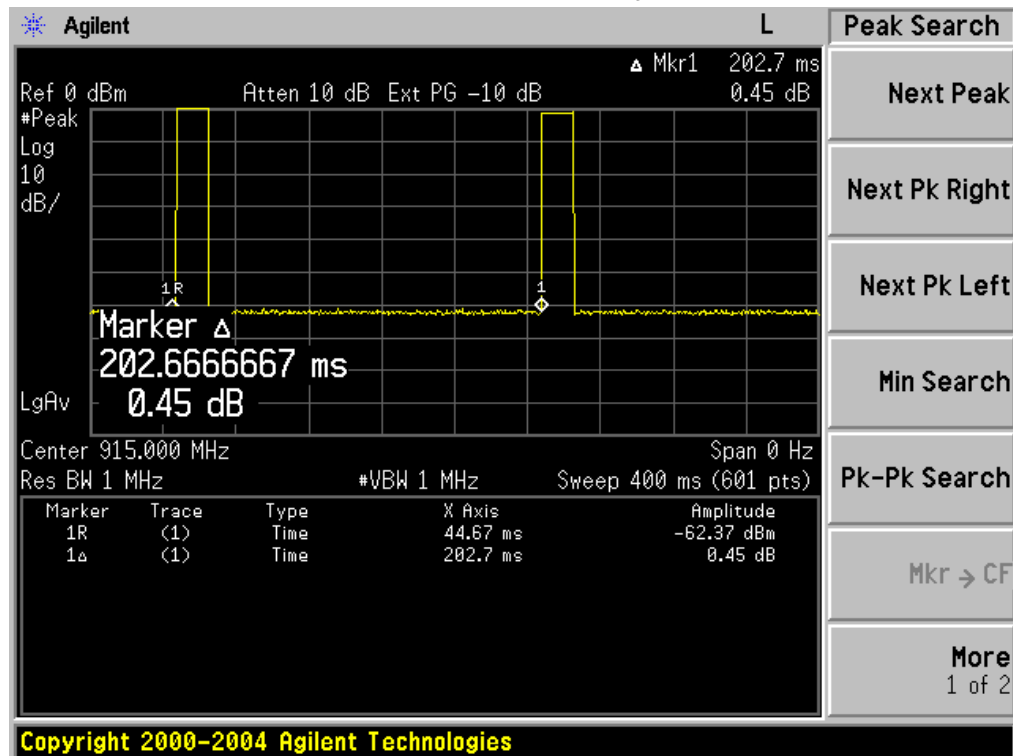 Agilent L Peak Search
▵ Mkr1 202.7 ms
Ref 0 dBm Atten 10 dB Ext PG -10 dB 0.45 dB
#Peak
Log
10
dB/
1R
1
Marker ▵
202.6666667 ms
0.45 dB
LgAv
Center 915.000 MHz Span 0 Hz
Res BW 1 MHz #VBW 1 MHz Sweep 400 ms (601 pts)
Marker Trace Type X Axis Amplitude
1R (1) Time 44.67 ms -62.37 dBm
1▵ (1) Time 202.7 ms 0.45 dB
Next Peak
Next Pk Right
Next Pk Left
Min Search
Pk-Pk Search
Mkr → CF
More
1 of 2
Copyright 2000-2004 Agilent Technologies